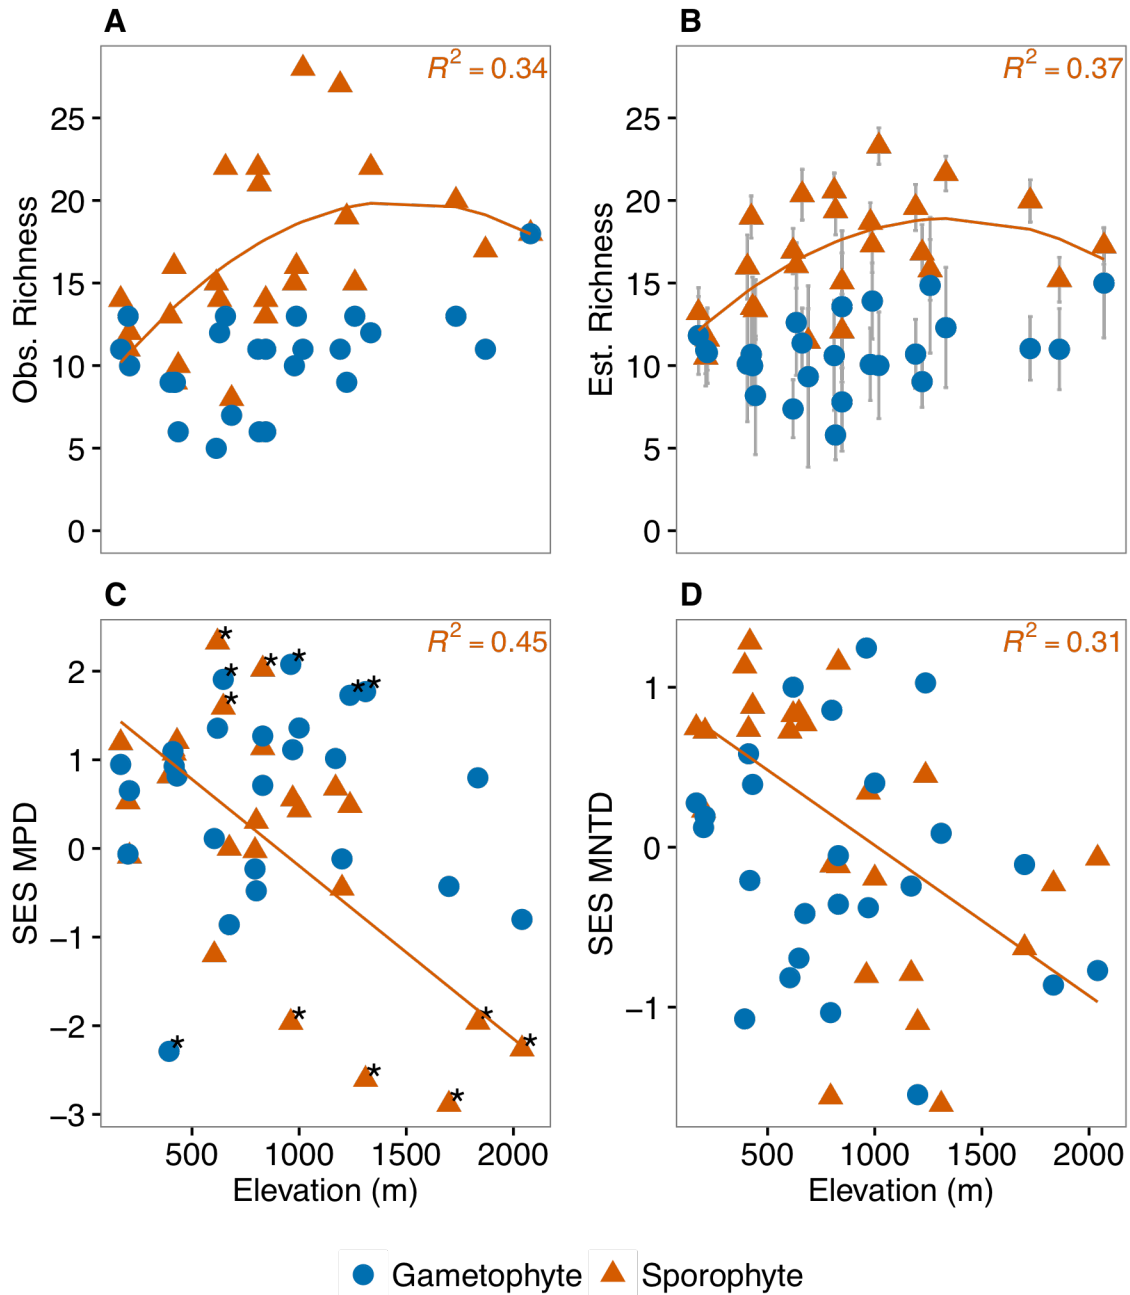 A
R² = 0.34
Obs. Richness
25
20
15
10
5
0
B
R² = 0.37
Est. Richness
25
20
15
10
5
0
C
R² = 0.45
SES MPD
2
1
0
−1
−2
−3
500 1000 1500 2000
Elevation (m)
D
R² = 0.31
SES MNTD
1
0
−1
500 1000 1500 2000
Elevation (m)
Gametophyte Sporophyte